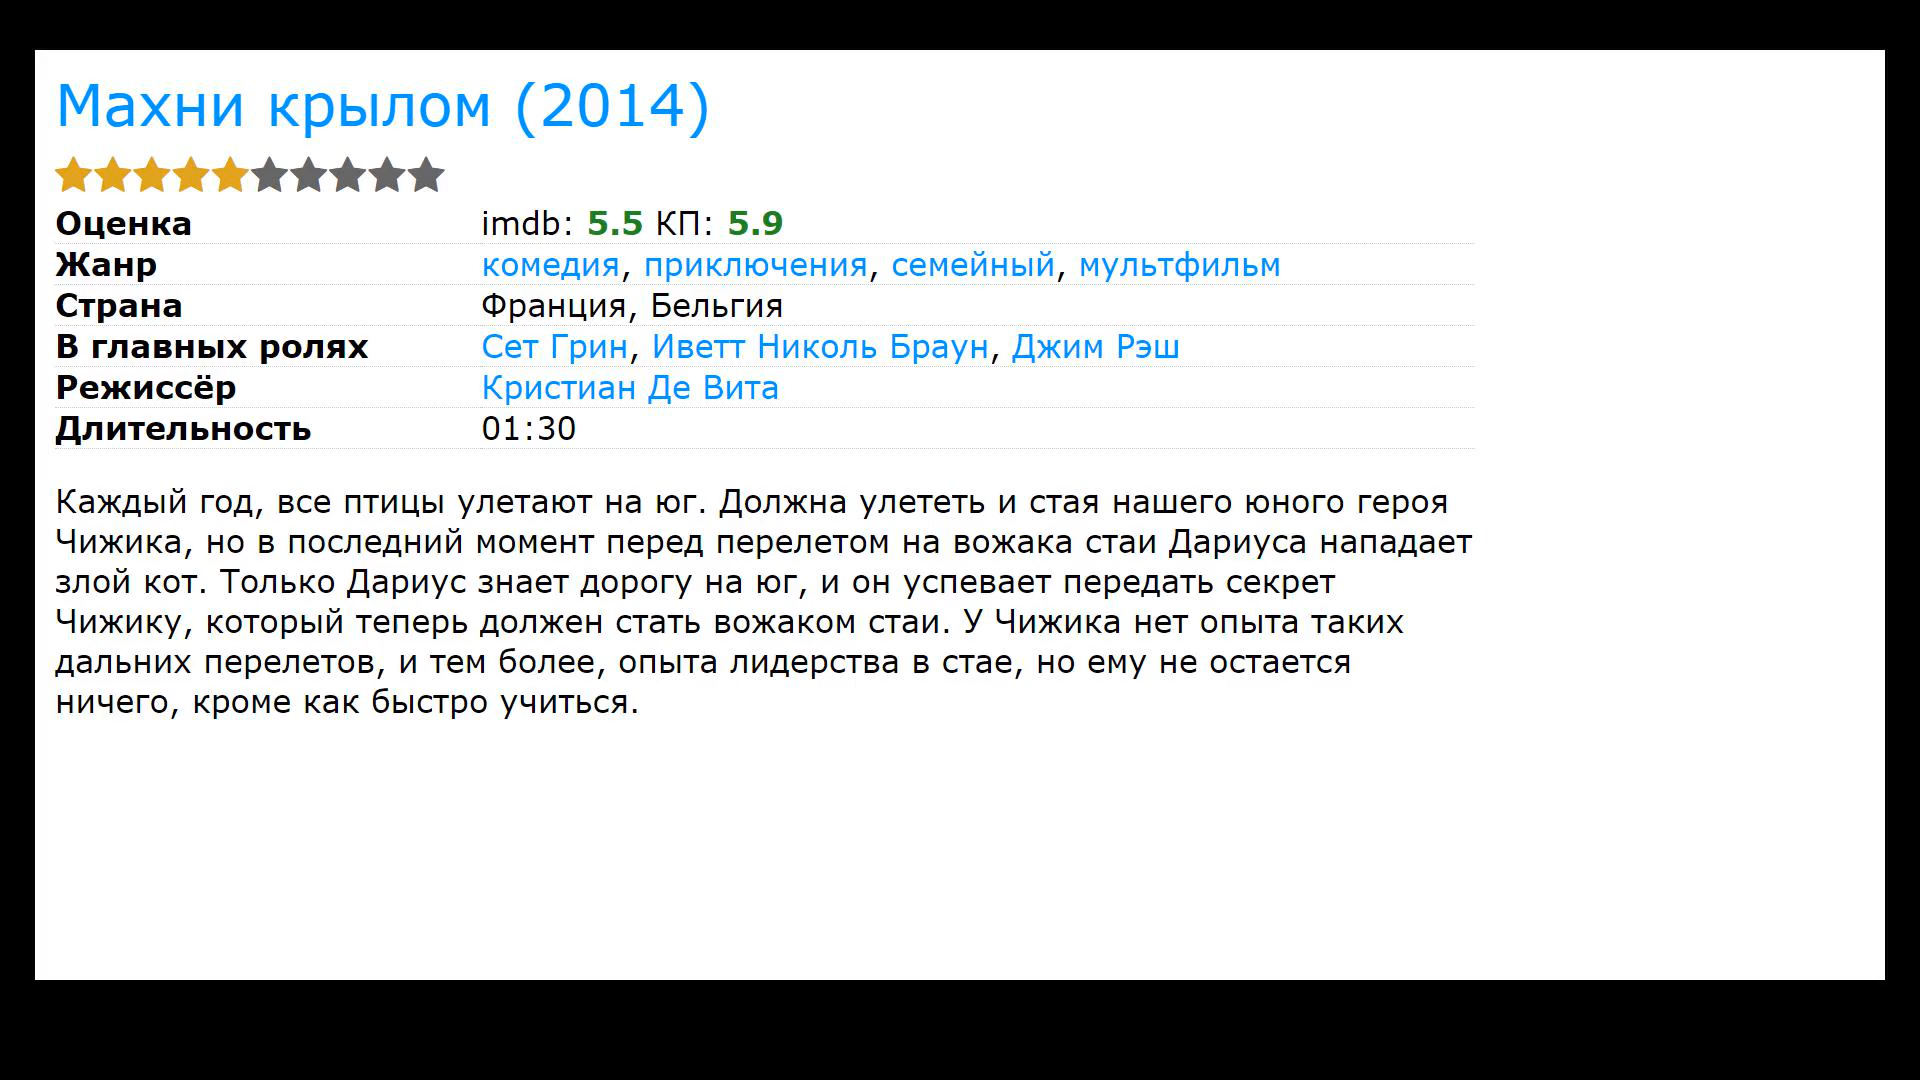 Махни крылом (2014)
Оценка imdb: 5.5 КП: 5.9
Жанр комедия, приключения, семейный, мультфильм
Страна Франция, Бельгия
В главных ролях Сет Грин, Иветт Николь Браун, Джим Рэш
Режиссёр Кристиан Де Вита
Длительность 01:30
Каждый год, все птицы улетают на юг. Должна улететь и стая нашего юного героя
Чижика, но в последний момент перед перелетом на вожака стаи Дариуса нападает
злой кот. Только Дариус знает дорогу на юг, и он успевает передать секрет
Чижику, который теперь должен стать вожаком стаи. У Чижика нет опыта таких
дальних перелетов, и тем более, опыта лидерства в стае, но ему не остается
ничего, кроме как быстро учиться.